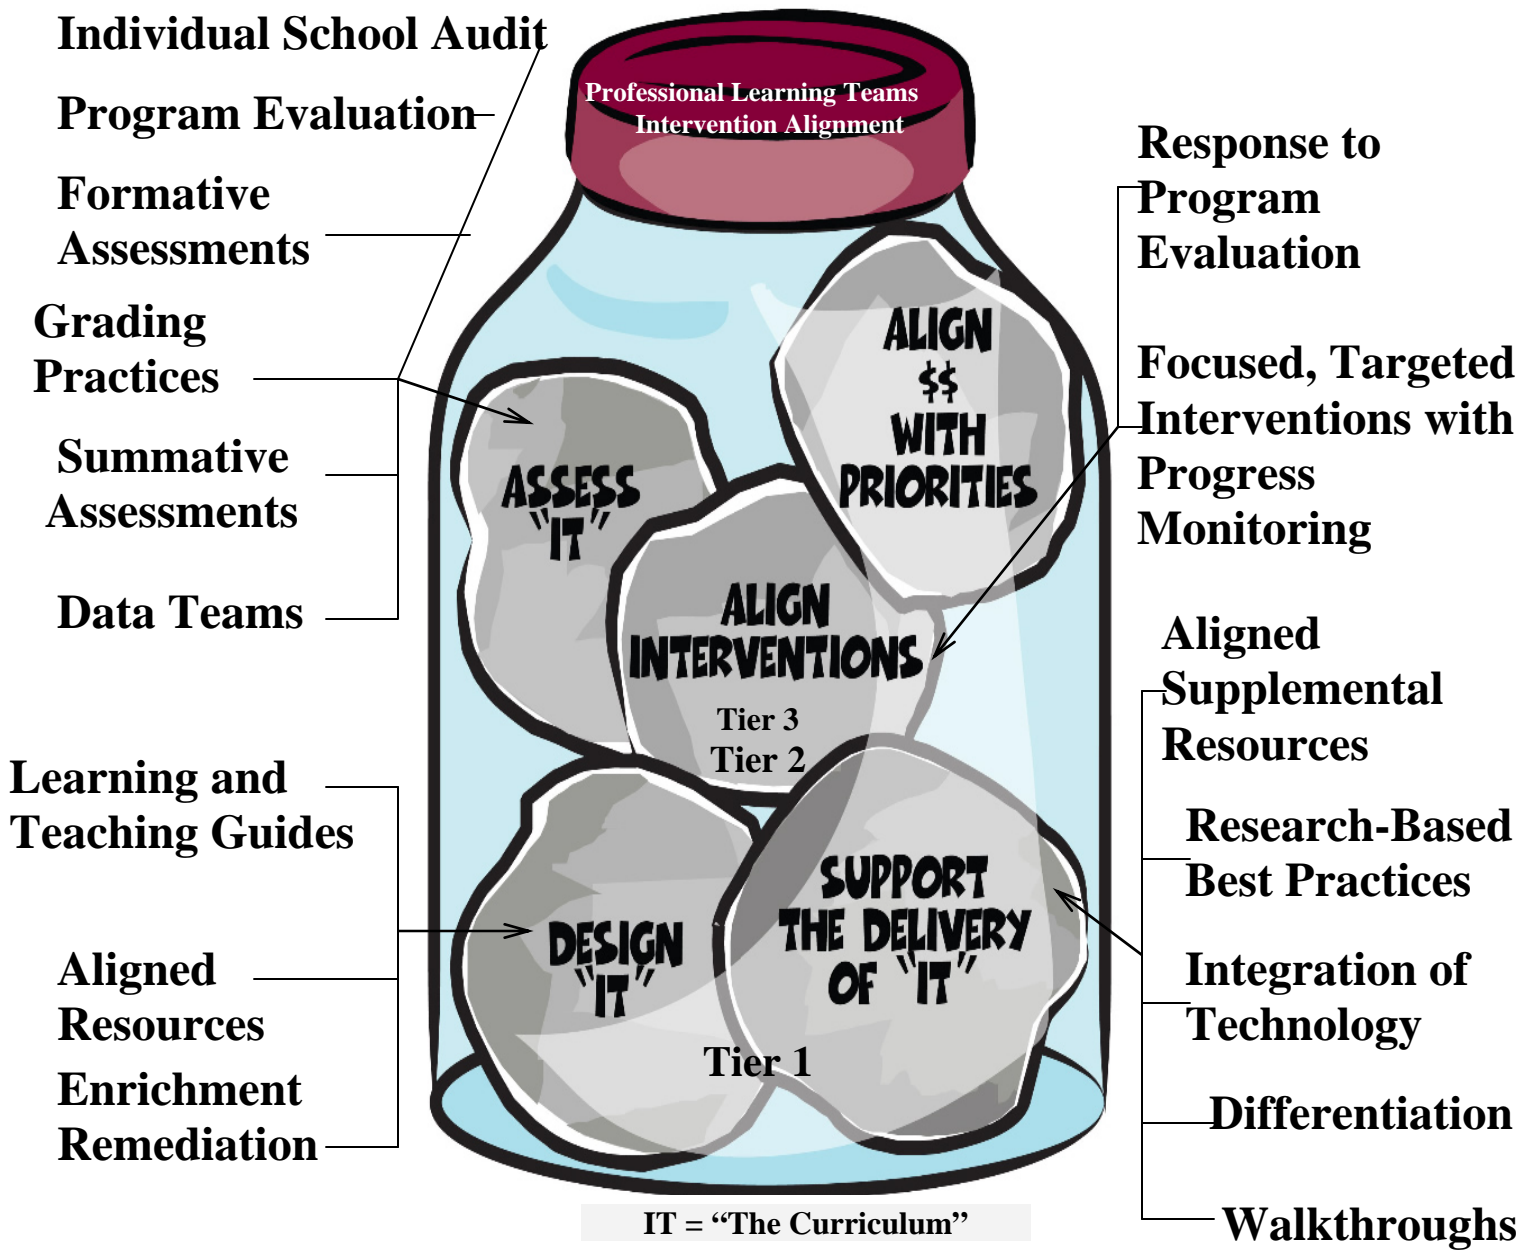 Individual School Audit
Program Evaluation
Formative
Assessments
Grading
Practices
Summative
Assessments
Data Teams
Learning and
Teaching Guides
Aligned
Resources
Enrichment
Remediation
Professional Learning Teams
Intervention Alignment
ALIGN
$$
WITH
PRIORITIES
ASSESS
"IT"
ALIGN
INTERVENTIONS
Tier 3
Tier 2
DESIGN
"IT"
SUPPORT
THE DELIVERY
OF "IT"
Tier 1
IT = “The Curriculum”
Response to
Program
Evaluation
Focused, Targeted
Interventions with
Progress
Monitoring
Aligned
Supplemental
Resources
Research-Based
Best Practices
Integration of
Technology
Differentiation
Walkthroughs